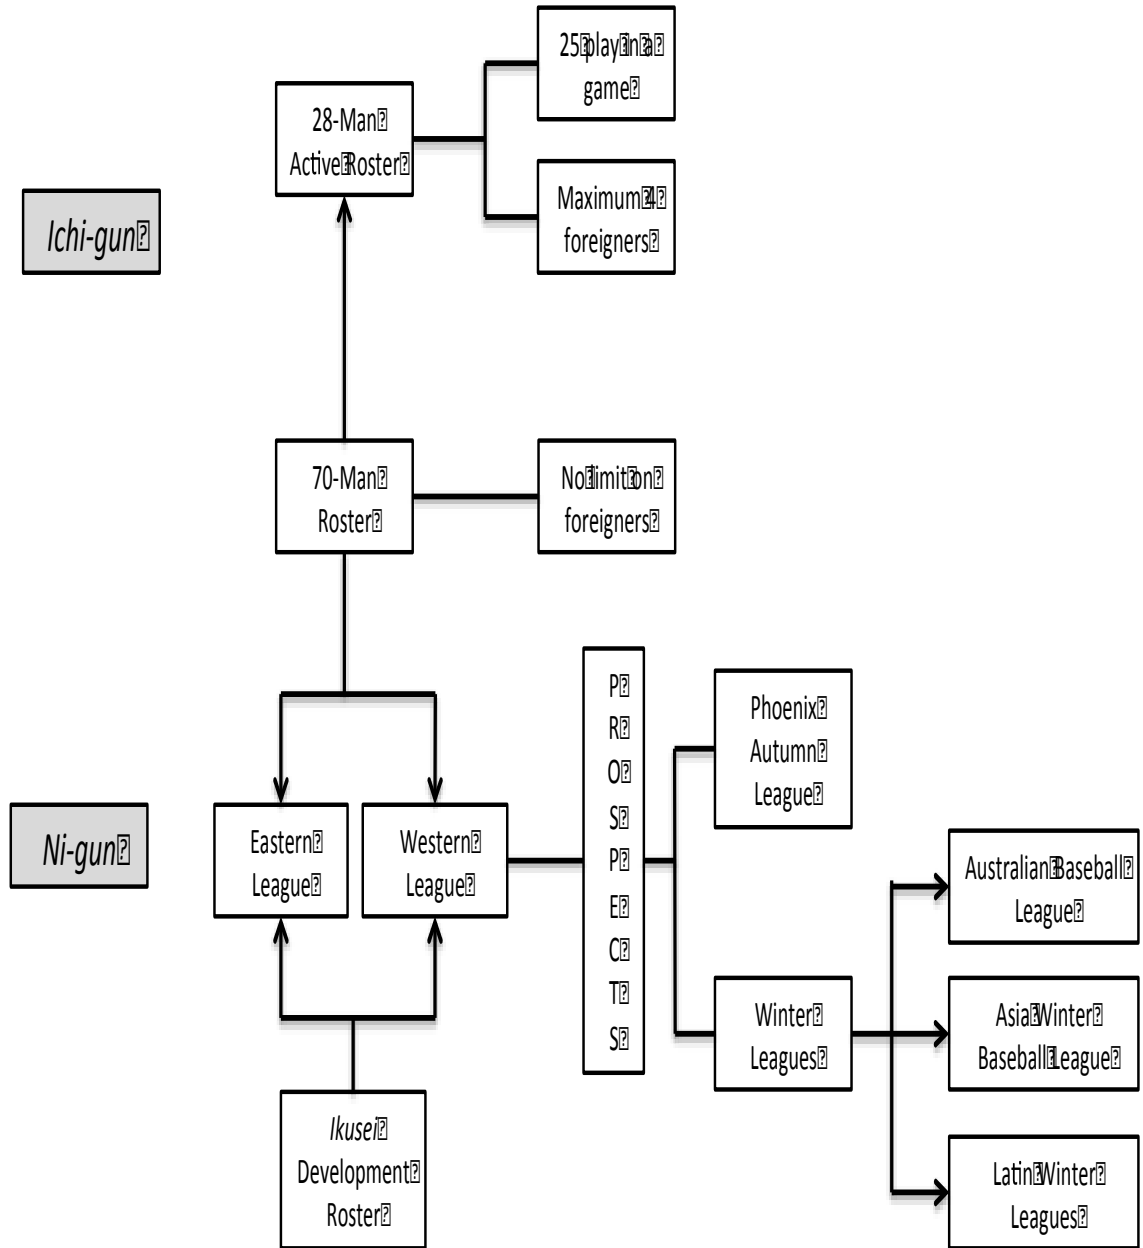 25 play in a
game
28-Man
Active Roster
Maximum 4
foreigners
Ichi-gun
70-Man
Roster
No limit on
foreigners
P
R
O
S
P
E
C
T
S
Phoenix
Autumn
League
Ni-gun
Eastern
League
Western
League
Australian Baseball
League
Winter
Leagues
Asia Winter
Baseball League
Ikusei
Development
Roster
Latin Winter
Leagues